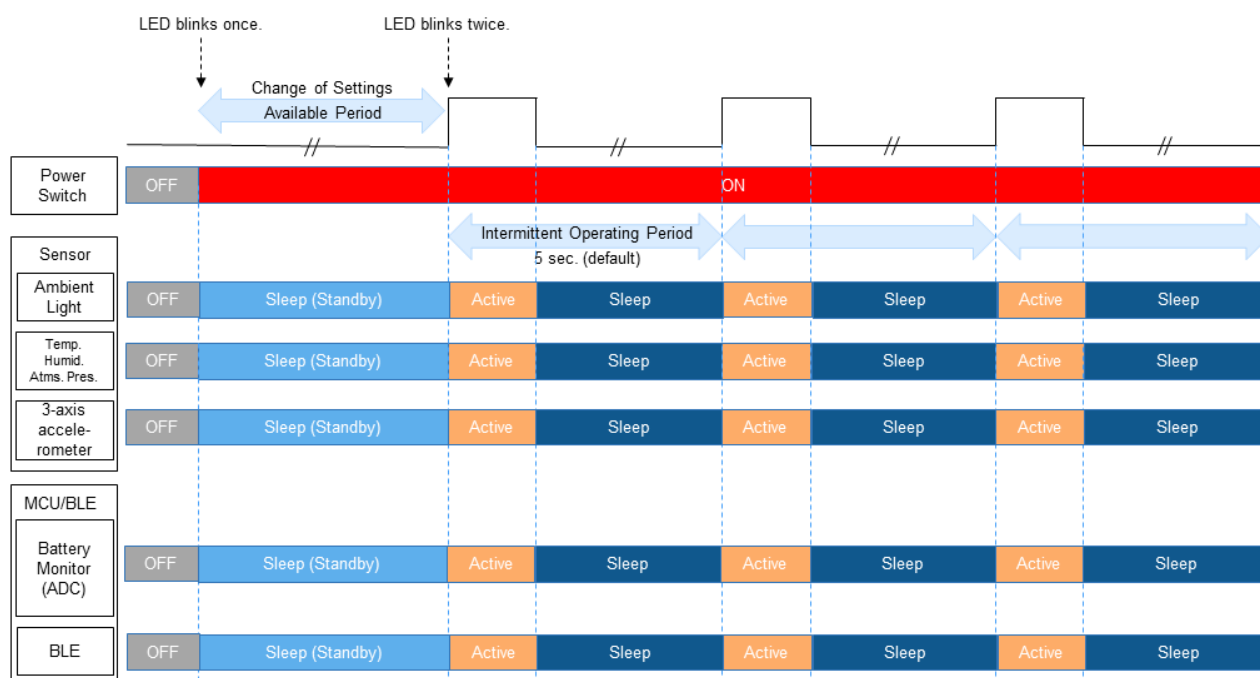 LED blinks once.
LED blinks twice.
Change of Settings
Available Period
//
//
//
//
Power
Switch
OFF
ON
Intermittent Operating Period
5 sec. (default)
Sensor
Ambient
Light
OFF
Sleep (Standby)
Active
Sleep
Active
Sleep
Active
Sleep
Temp.
Humid.
Atms. Pres.
OFF
Sleep (Standby)
Active
Sleep
Active
Sleep
Active
Sleep
3-axis
accele-
rometer
OFF
Sleep (Standby)
Active
Sleep
Active
Sleep
Active
Sleep
MCU/BLE
Battery
Monitor
(ADC)
OFF
Sleep (Standby)
Active
Sleep
Active
Sleep
Active
Sleep
BLE
OFF
Sleep (Standby)
Active
Sleep
Active
Sleep
Active
Sleep